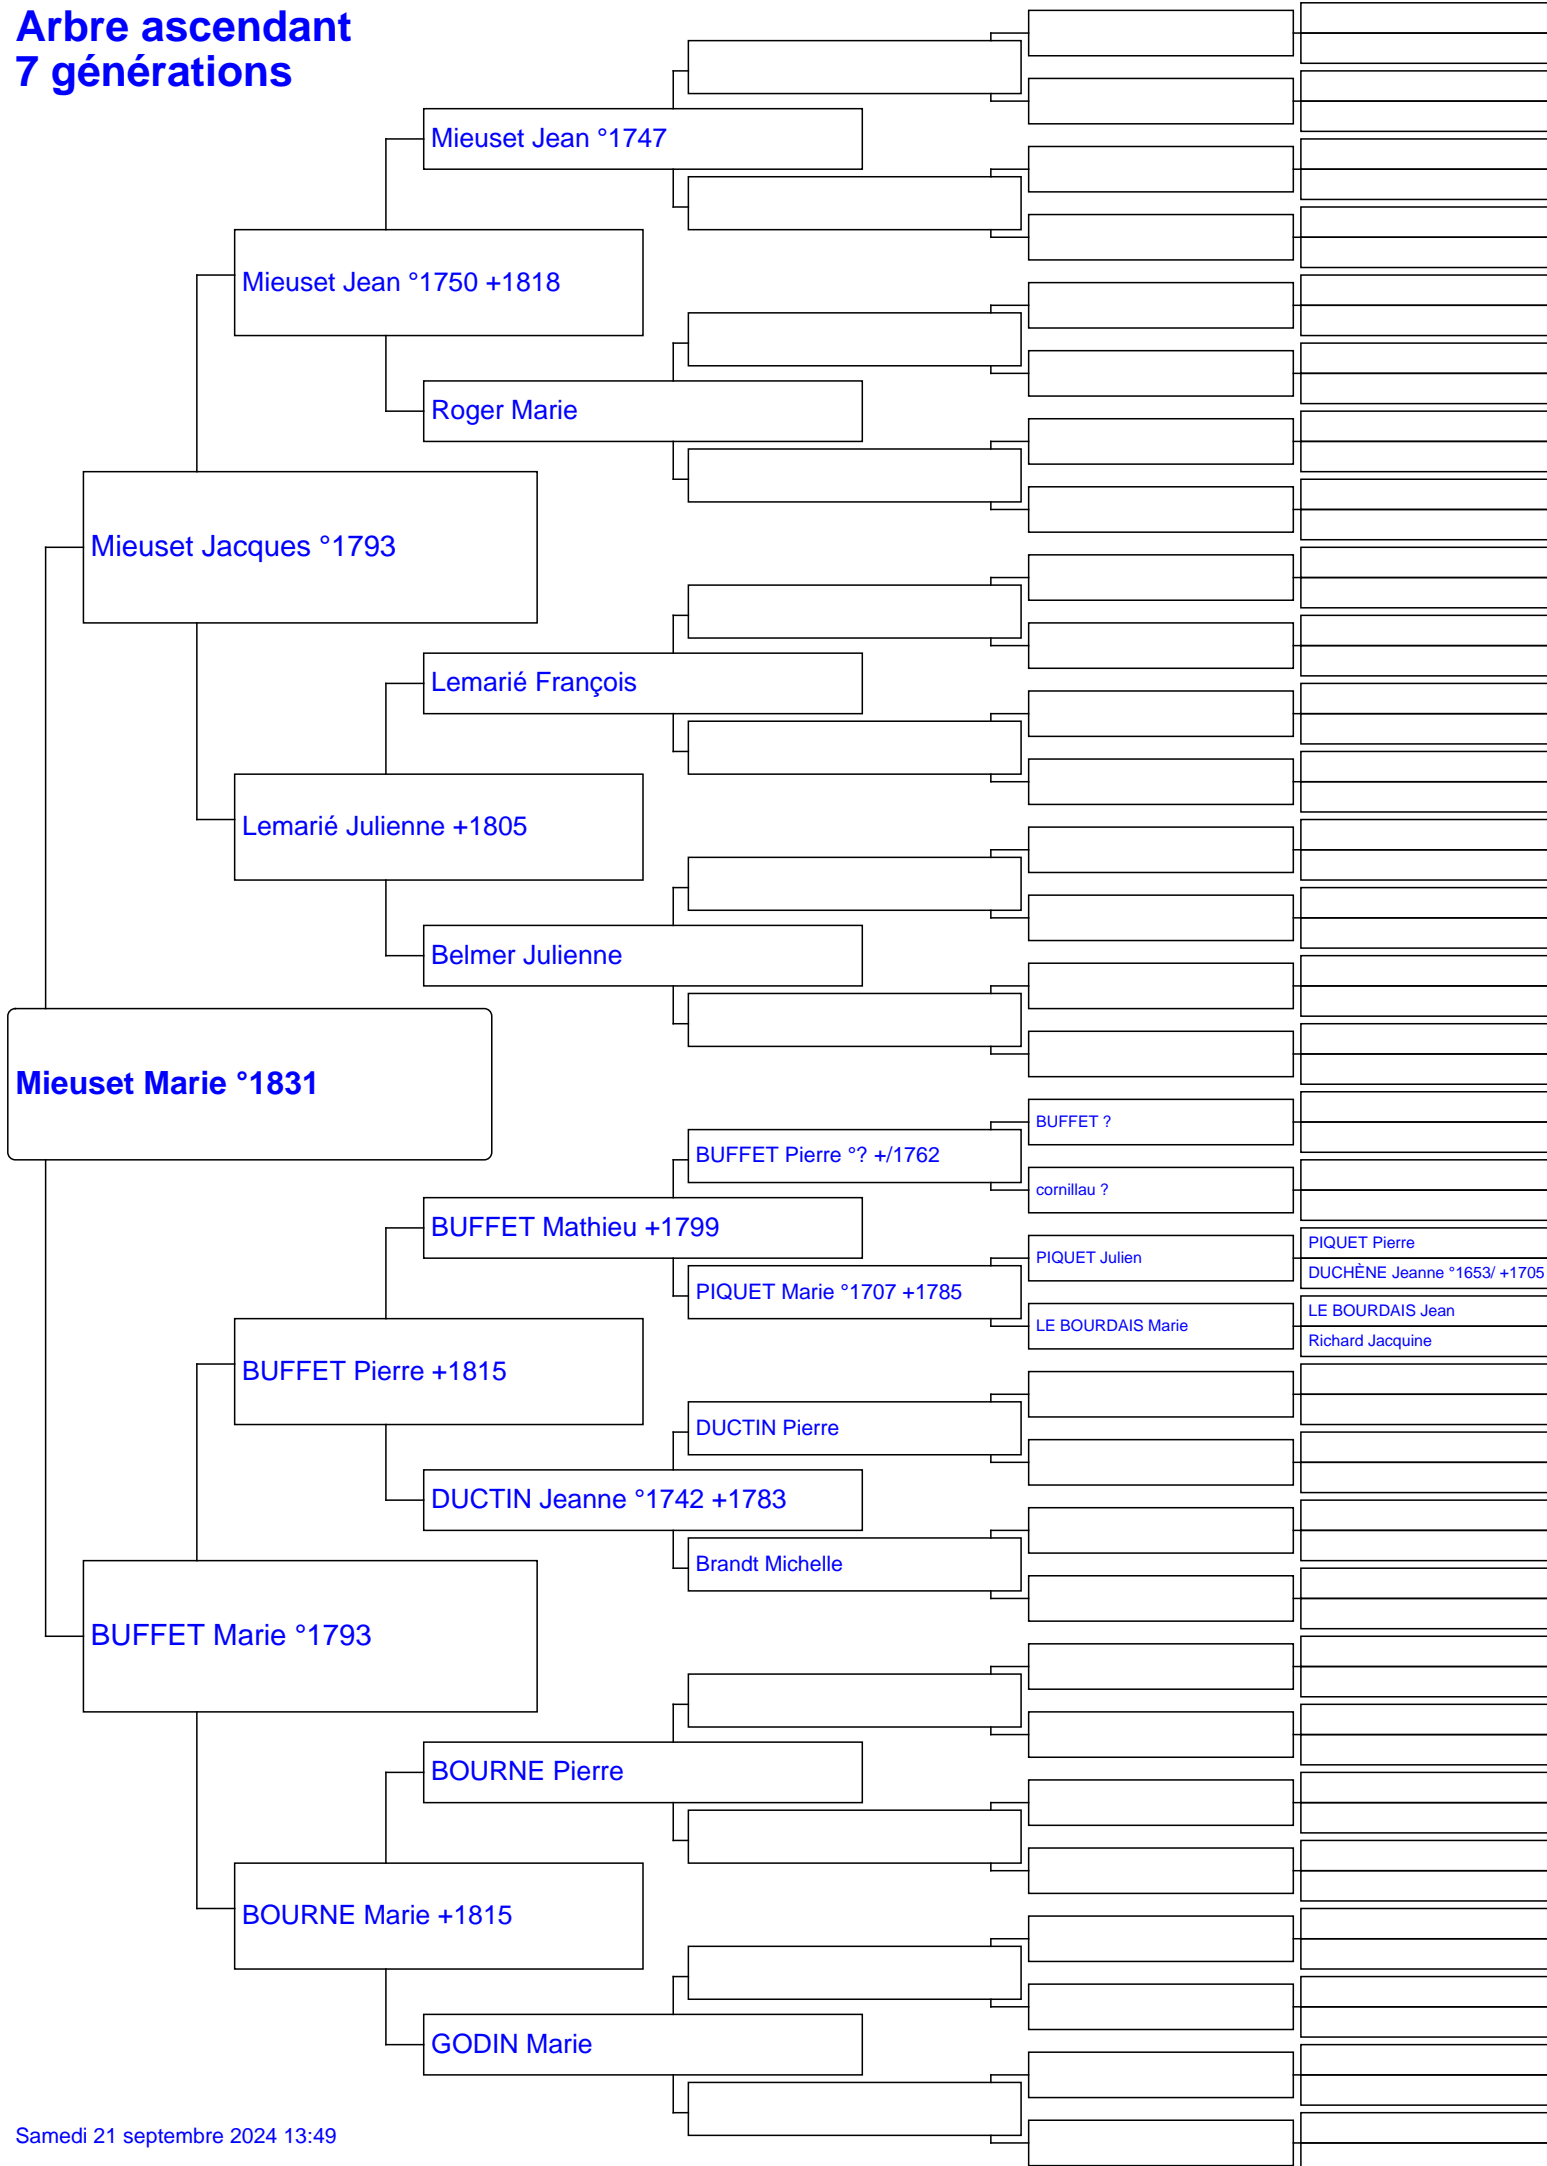 Arbre ascendant
7 générations
Mieuset Jean °1747
Mieuset Jean °1750 +1818
Roger Marie
Mieuset Jacques °1793
Lemarié François
Lemarié Julienne +1805
Belmer Julienne
Mieuset Marie °1831
BUFFET ?
BUFFET Pierre °? +/1762
cornillau ?
BUFFET Mathieu +1799
PIQUET Pierre
PIQUET Julien
DUCHÈNE Jeanne °1653/ +1705
PIQUET Marie °1707 +1785
LE BOURDAIS Jean
LE BOURDAIS Marie
Richard Jacquine
BUFFET Pierre +1815
DUCTIN Pierre
DUCTIN Jeanne °1742 +1783
Brandt Michelle
BUFFET Marie °1793
BOURNE Pierre
BOURNE Marie +1815
GODIN Marie
Samedi 21 septembre 2024 13:49